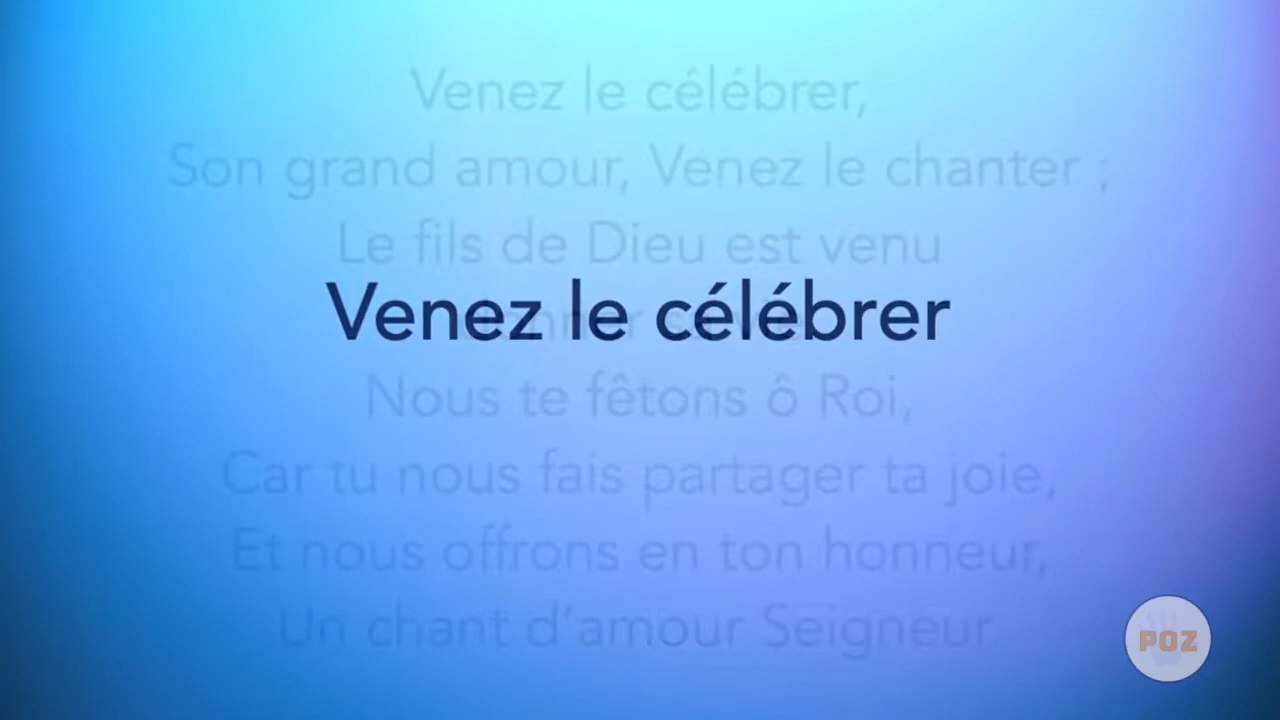 Venez le célébrer,
Son grand amour, Venez le chanter ;
Le fils de Dieu est venu
Venez le célébrer
Nous te fêtons ô Roi,
Car tu nous fais partager ta joie,
Et nous offrons en ton honneur,
Un chant d’amour Seigneur.
POZ